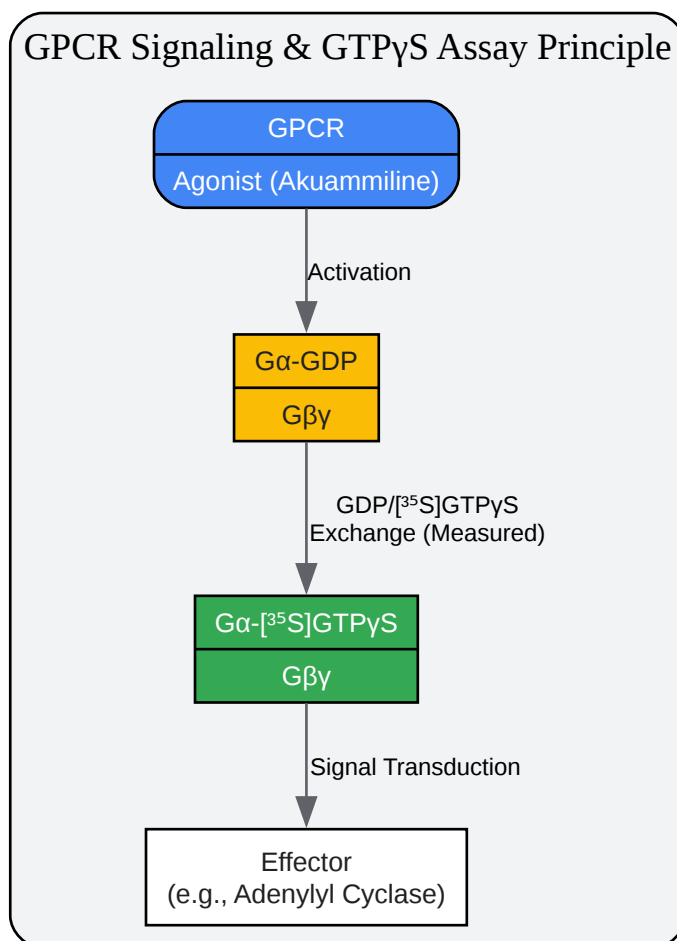 GPCR Signaling & GTPγS Assay Principle
GPCR
Agonist (Akuammiline)
Activation
Gα-GDP
Gβγ
GDP/[³⁵S]GTPγS
Exchange (Measured)
Gα-[³⁵S]GTPγS
Gβγ
Signal Transduction
Effector
(e.g., Adenylyl Cyclase)